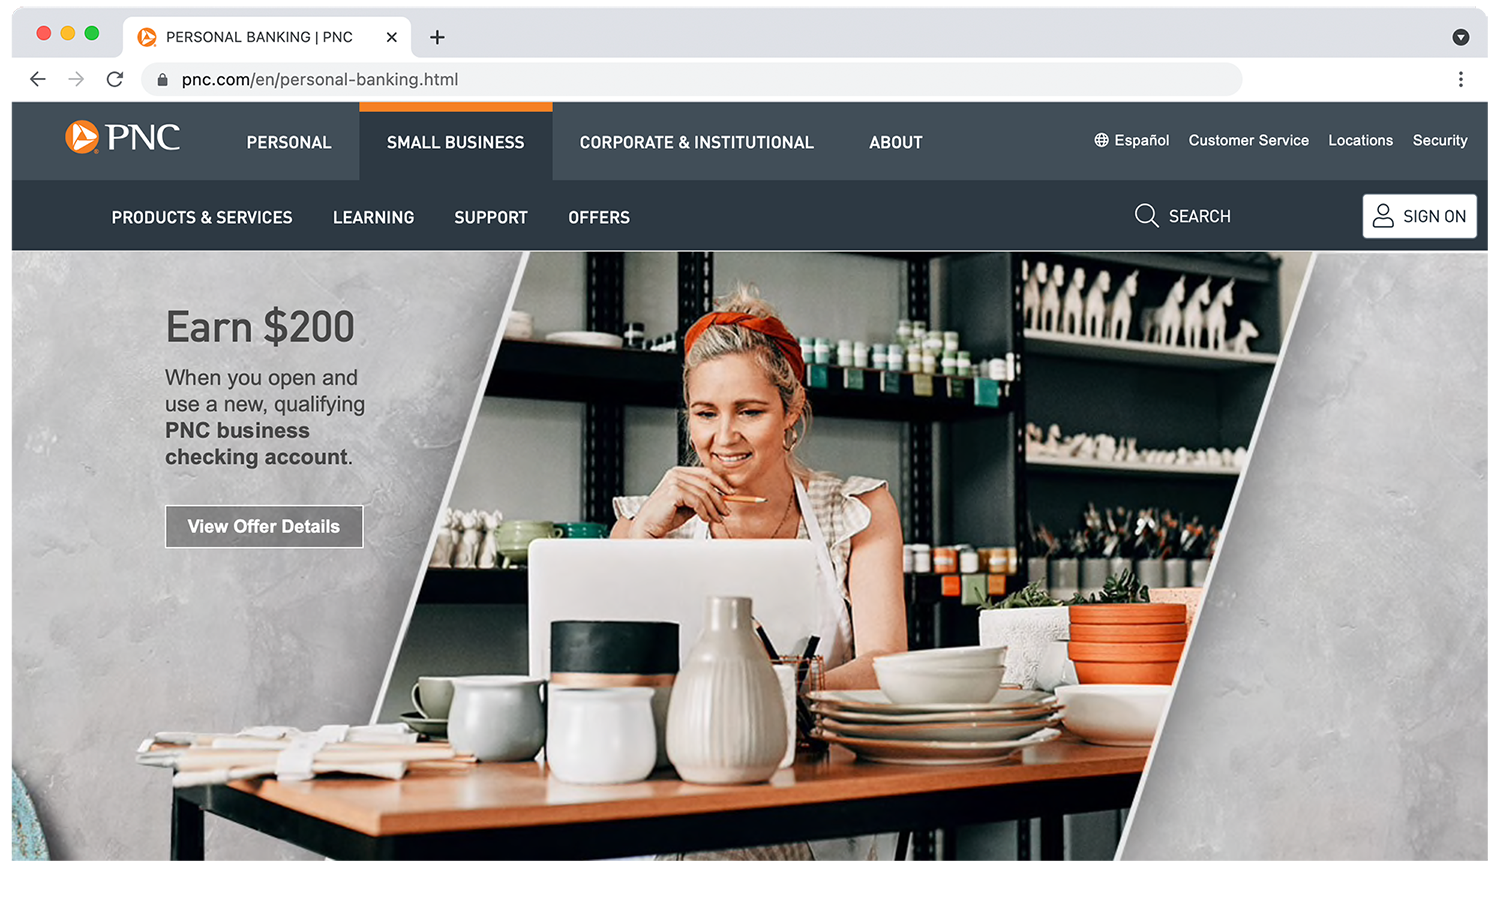 PERSONAL BANKING | PNC
pnc.com/en/personal-banking.html
PNC
PERSONAL
SMALL BUSINESS
CORPORATE & INSTITUTIONAL
ABOUT
Español
Customer Service
Locations
Security
PRODUCTS & SERVICES
LEARNING
SUPPORT
OFFERS
SEARCH
SIGN ON
Earn $200
When you open and
use a new, qualifying
PNC business
checking account.
View Offer Details